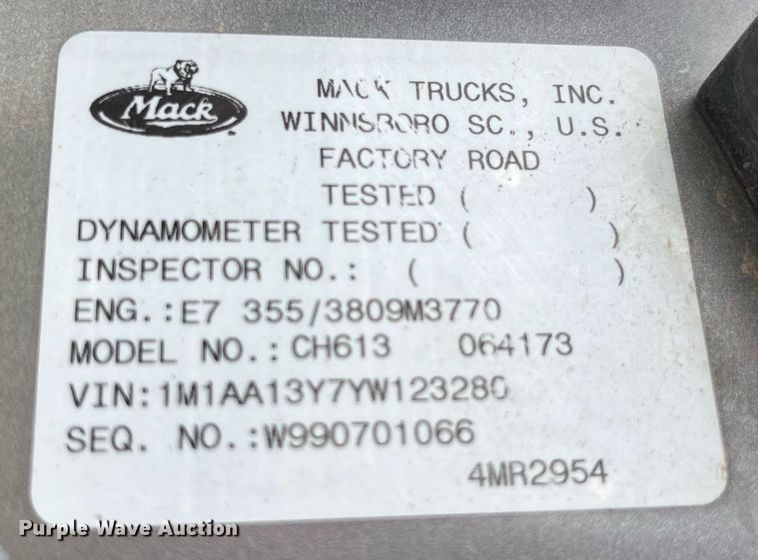 Mack
MACK TRUCKS, INC.
WINNSBORO SC., U.S.
FACTORY ROAD
TESTED (          )
DYNAMOMETER TESTED (          )
INSPECTOR NO.: (          )
ENG.:E7 355/3809M3770
MODEL NO.:CH613 064173
VIN:1M1AA13Y7YW123280
SEQ. NO.:W990701066
4MR2954
Purple Wave Auction